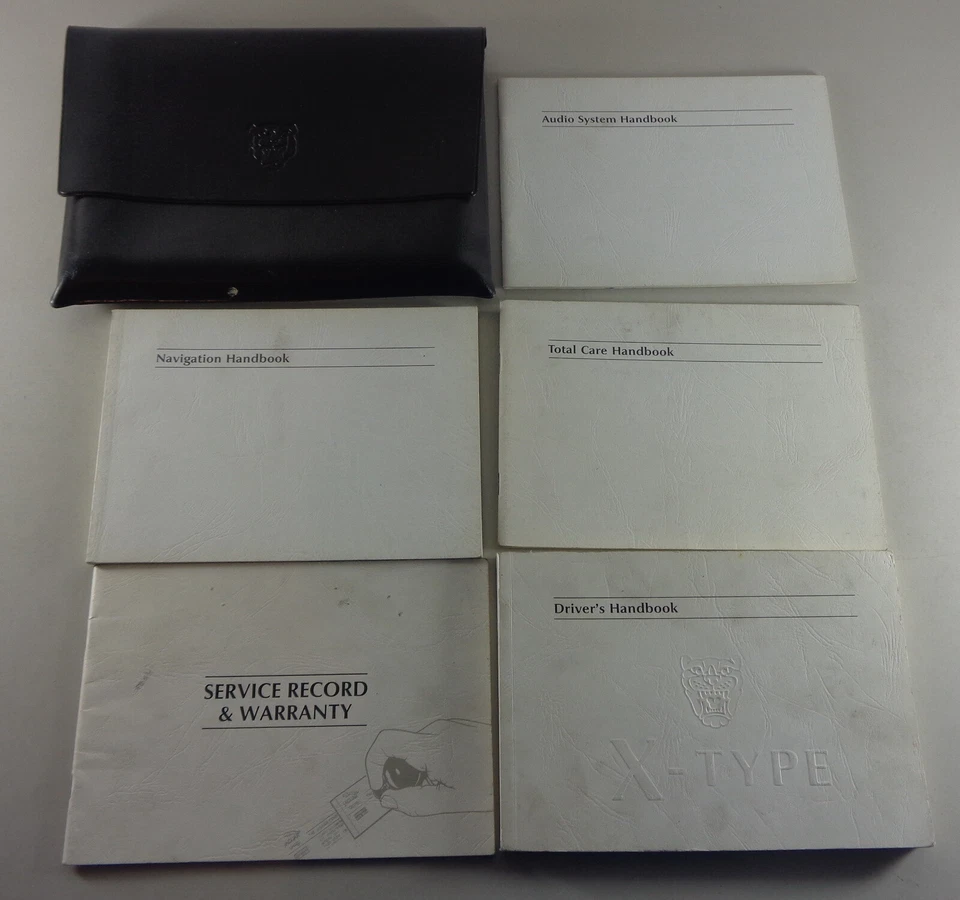 Audio System Handbook
Navigation Handbook
Total Care Handbook
SERVICE RECORD
& WARRANTY
Driver's Handbook
X-TYPE